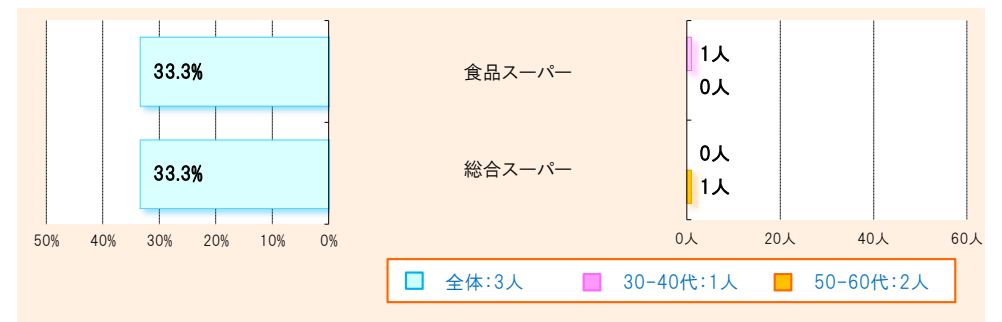 33.3%
食品スーパー
1人
0人
33.3%
総合スーパー
0人
1人
50% 40% 30% 20% 10% 0%
0人 20人 40人 60人
全体:3人 30-40代:1人 50-60代:2人